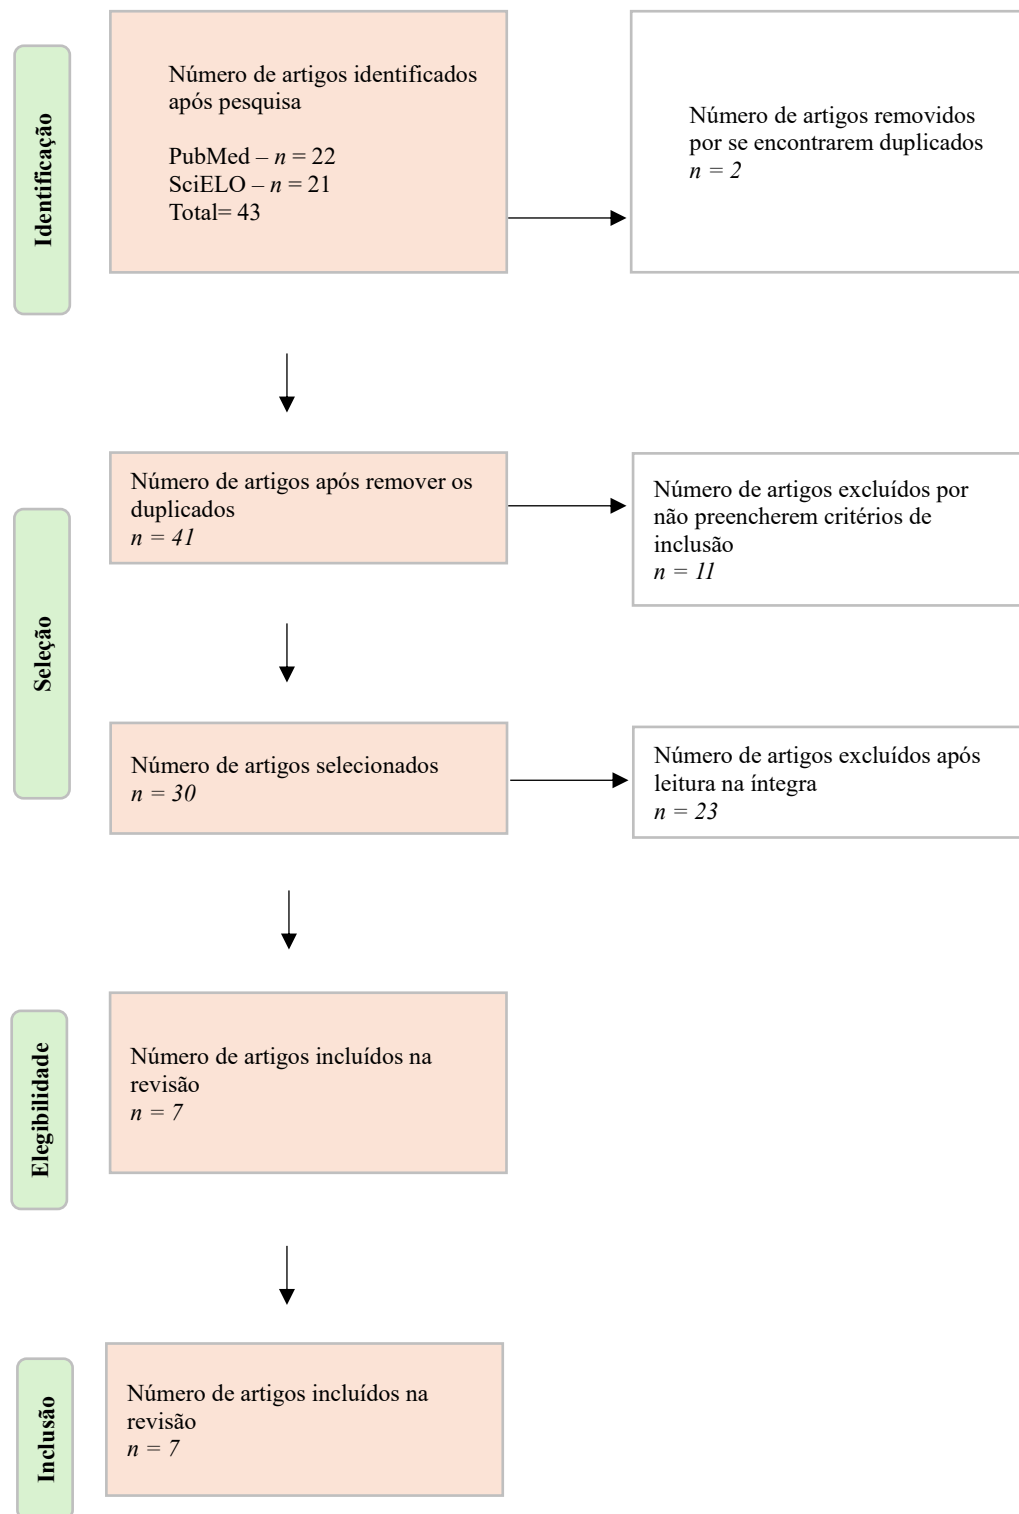 Identificação
Número de artigos identificados
após pesquisa
PubMed – n = 22
SciELO – n = 21
Total= 43
Número de artigos removidos
por se encontrarem duplicados
n = 2
Seleção
Número de artigos após remover os
duplicados
n = 41
Número de artigos excluídos por
não preencherem critérios de
inclusão
n = 11
Número de artigos selecionados
n = 30
Número de artigos excluídos após
leitura na íntegra
n = 23
Elegibilidade
Número de artigos incluídos na
revisão
n = 7
Inclusão
Número de artigos incluídos na
revisão
n = 7